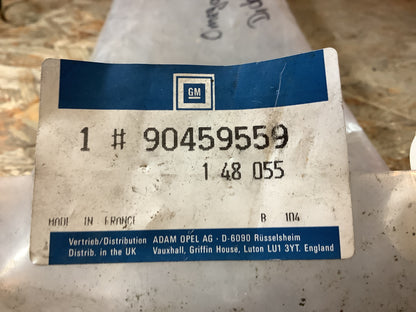 GM
1 # 90459559
1 48 055
MADE IN FRANCE B 104
Vertrieb/Distribution ADAM OPEL AG · D-6090 Rüsselsheim
Distrib. in the UK Vauxhall, Griffin House, Luton LU1 3YT. England